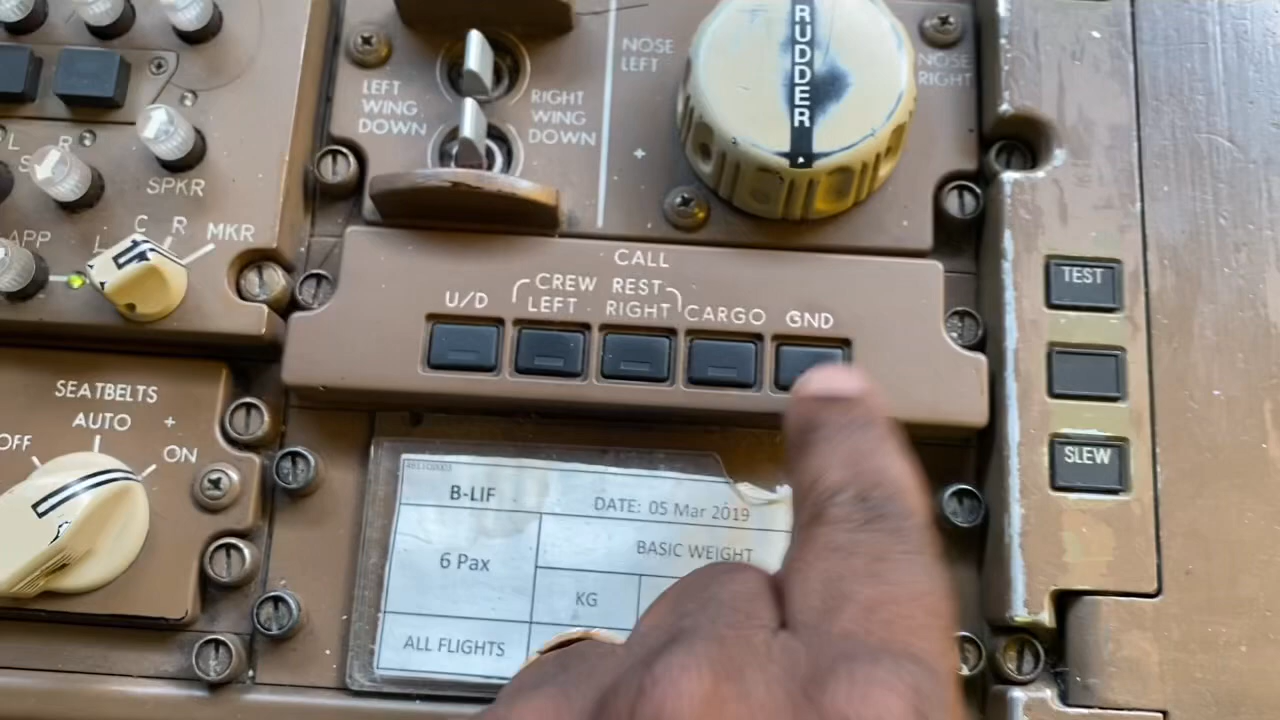 RUDDER
NOSE
LEFT
NOSE
RIGHT
LEFT
WING
DOWN
RIGHT
WING
DOWN
L
R
SPKR
C
R
MKR
APP
L
CALL
CREW REST
U/D
LEFT
RIGHT
CARGO
GND
TEST
SLEW
SEATBELTS
AUTO
OFF
ON
B-LIF
DATE: 05 Mar 2019
6 Pax
BASIC WEIGHT
KG
ALL FLIGHTS